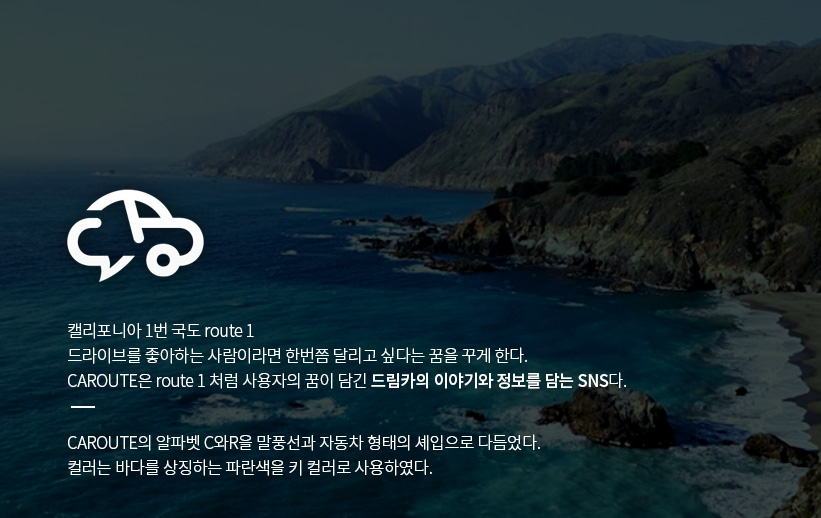 캘리포니아 1번 국도 route 1
드라이브를 좋아하는 사람이라면 한번쯤 달리고 싶다는 꿈을 꾸게 한다.
CAROUTE은 route 1 처럼 사용자의 꿈이 담긴 드림카의 이야기와 정보를 담는 SNS다.
CAROUTE의 알파벳 C와R을 말풍선과 자동차 형태의 셰입으로 다듬었다.
컬러는 바다를 상징하는 파란색을 키 컬러로 사용하였다.